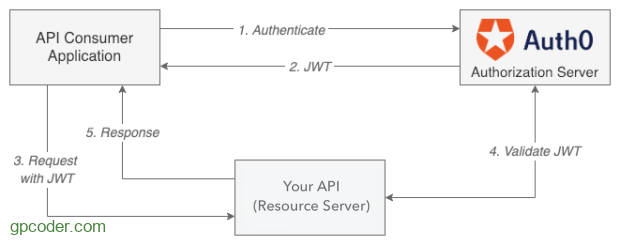 API Consumer
Application
1. Authenticate
Auth0
Authorization Server
2. JWT
5. Response
3. Request
with JWT
4. Validate JWT
Your API
(Resource Server)
gpcoder.com